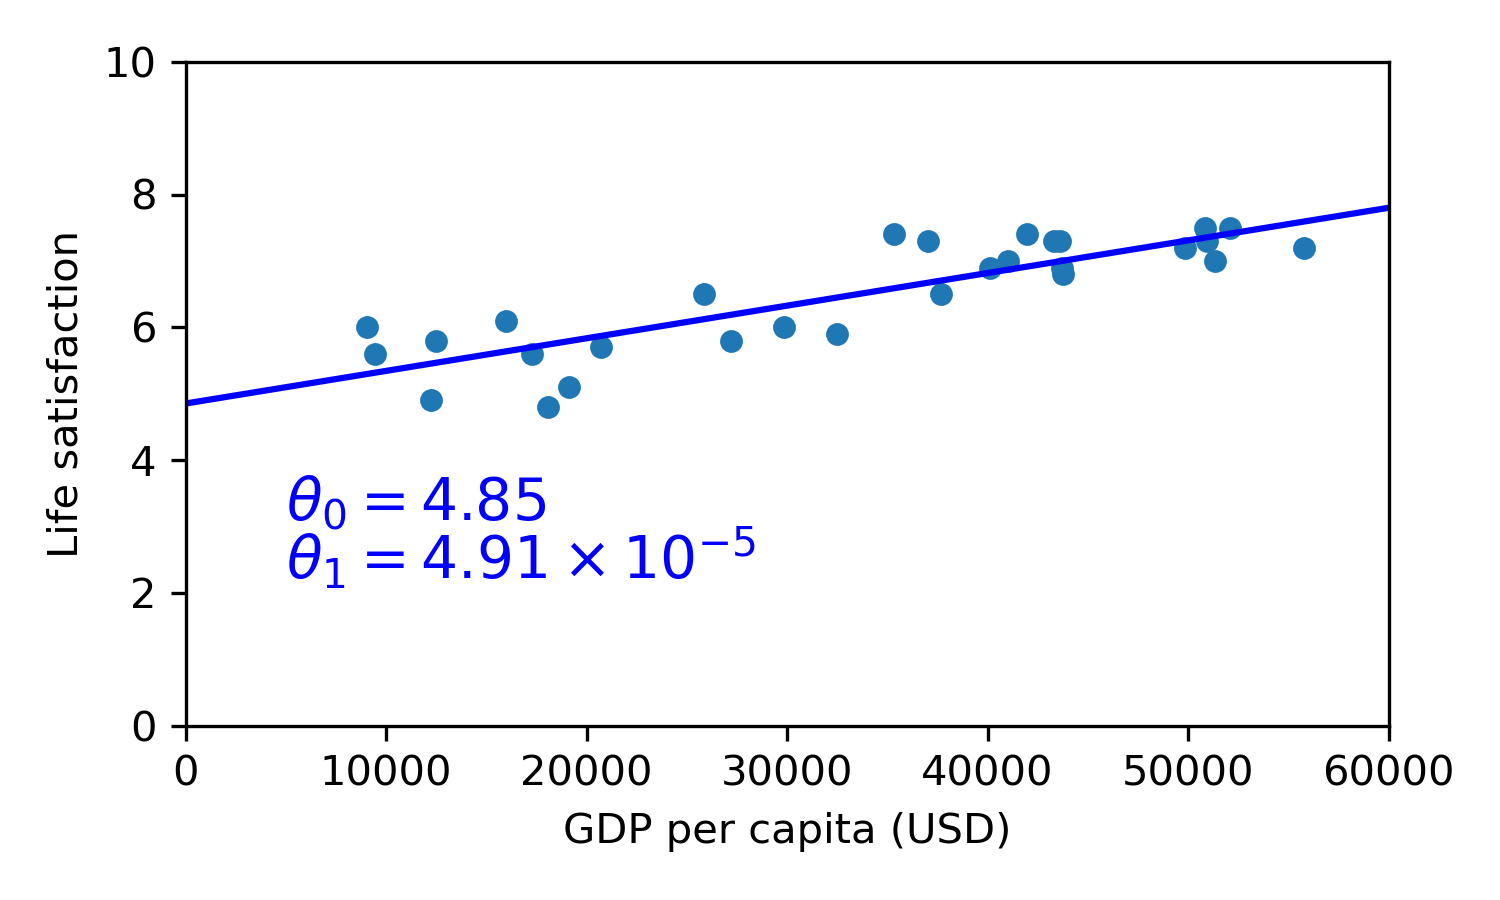 10
8
6
4
2
0
Life satisfaction
θ₀ = 4.85
θ₁ = 4.91 × 10⁻⁵
0 10000 20000 30000 40000 50000 60000
GDP per capita (USD)